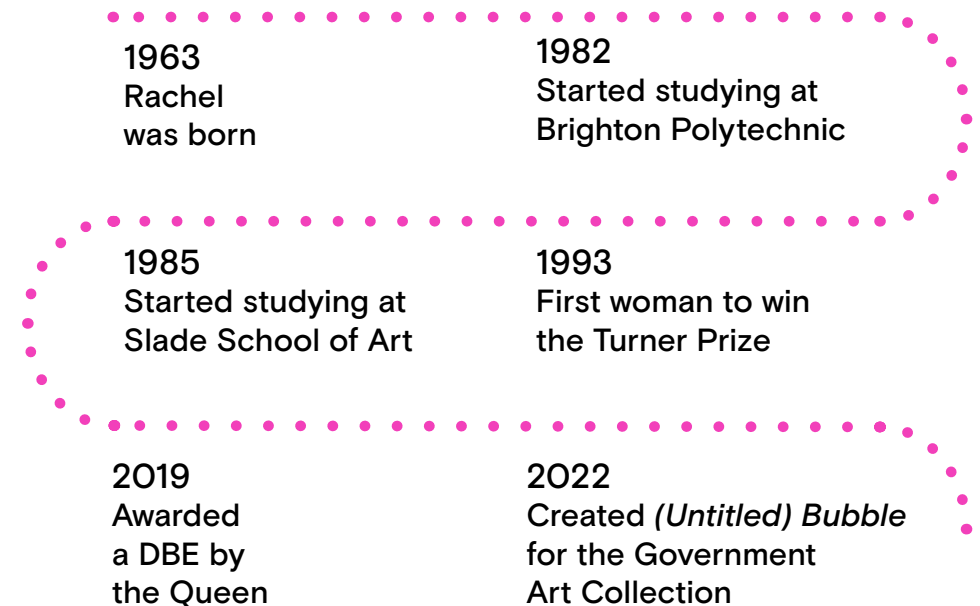 1963
Rachel
was born
1982
Started studying at
Brighton Polytechnic
1985
Started studying at
Slade School of Art
1993
First woman to win
the Turner Prize
2019
Awarded
a DBE by
the Queen
2022
Created (Untitled) Bubble
for the Government
Art Collection